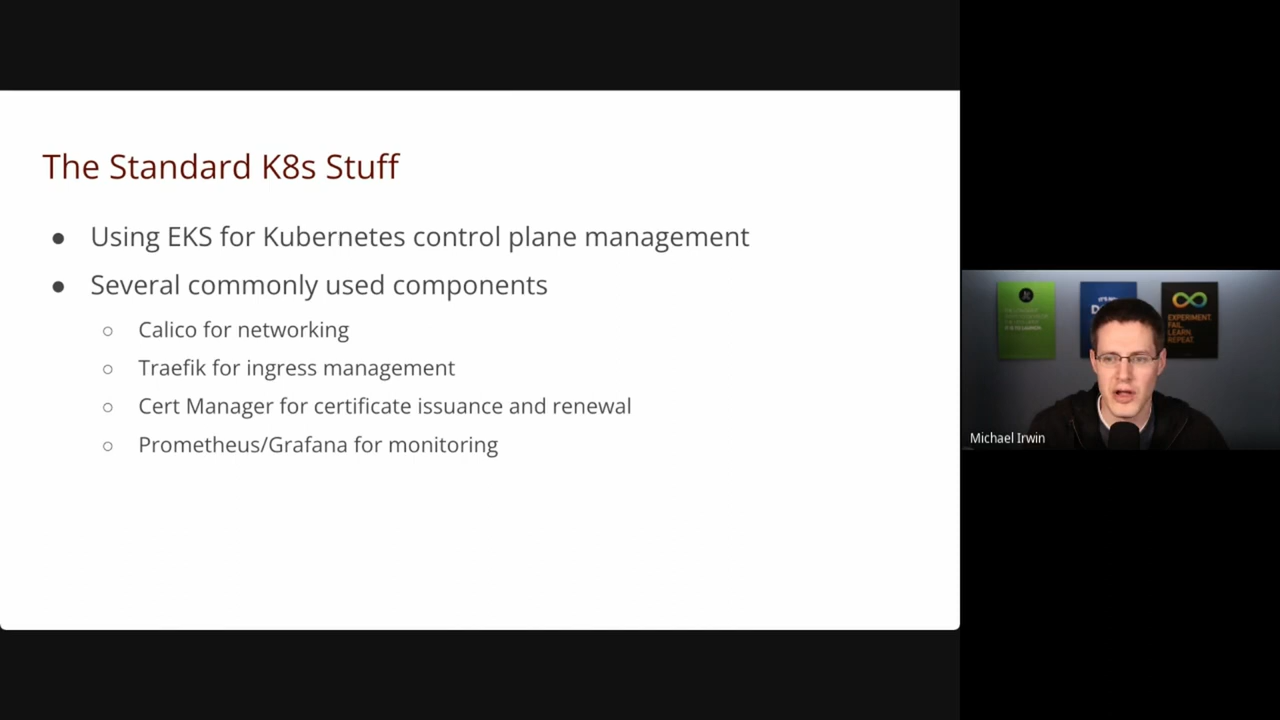 The Standard K8s Stuff
● Using EKS for Kubernetes control plane management
● Several commonly used components
○ Calico for networking
○ Traefik for ingress management
○ Cert Manager for certificate issuance and renewal
○ Prometheus/Grafana for monitoring
EXPERIMENT.
FAIL.
LEARN.
REPEAT.
Michael Irwin